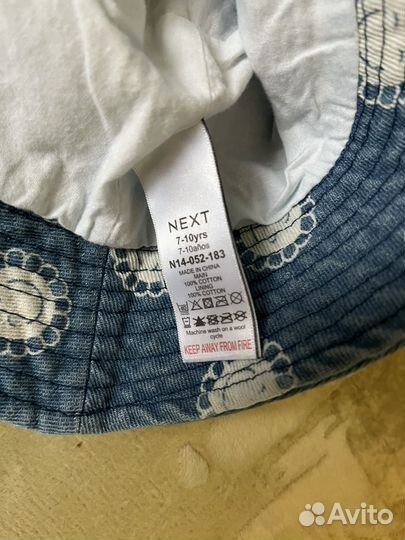 NEXT
7-10yrs
7-10años
N14-052-183
MADE IN CHINA
MAIN
100% COTTON
LINING
100% COTTON
Machine wash on a wool
cycle
KEEP AWAY FROM FIRE
Avito